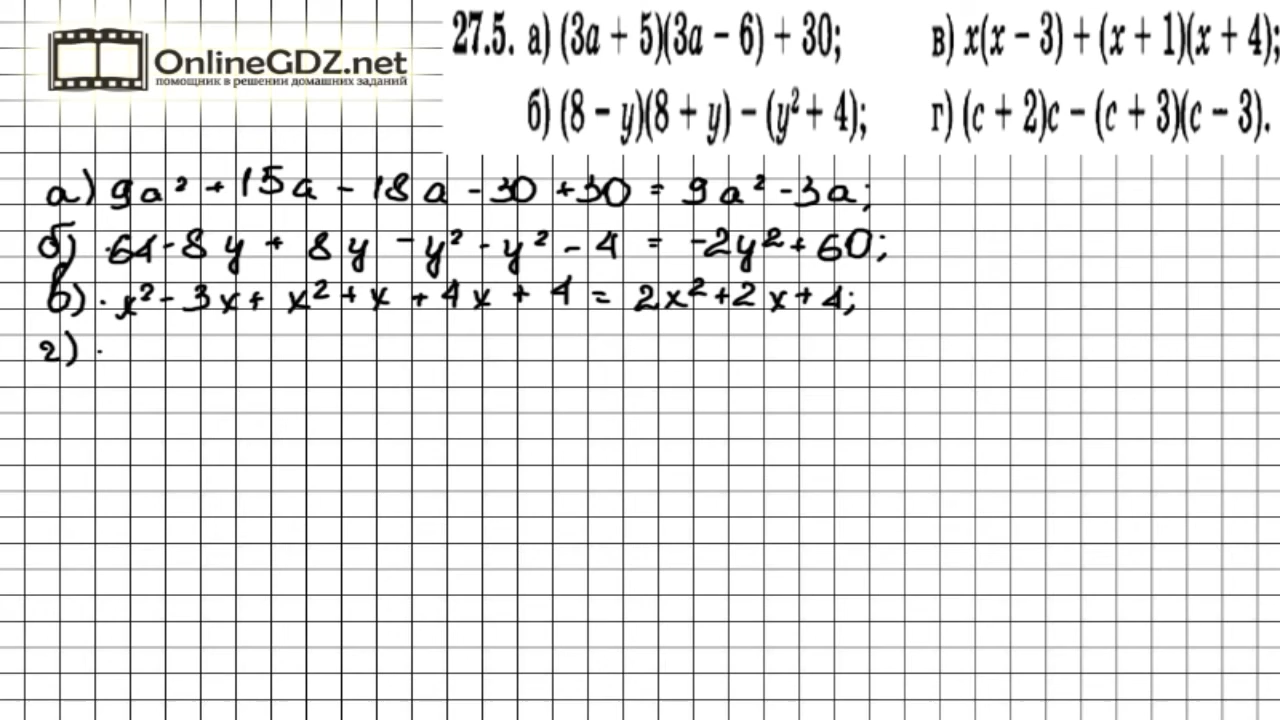 OnlineGDZ.net
помощник в решении домашних заданий
27.5. а) (3a + 5)(3a − 6) + 30; в) x(x − 3) + (x + 1)(x + 4);
б) (8 − y)(8 + y) − (y² + 4); г) (c + 2)c − (c + 3)(c − 3).
а) 9a² + 15a − 18a − 30 + 30 = 9a² − 3a;
б) 64 − 8y + 8y − y² − y² − 4 = −2y² + 60;
в) x² − 3x + x² + x + 4x + 4 = 2x² + 2x + 4;
г)